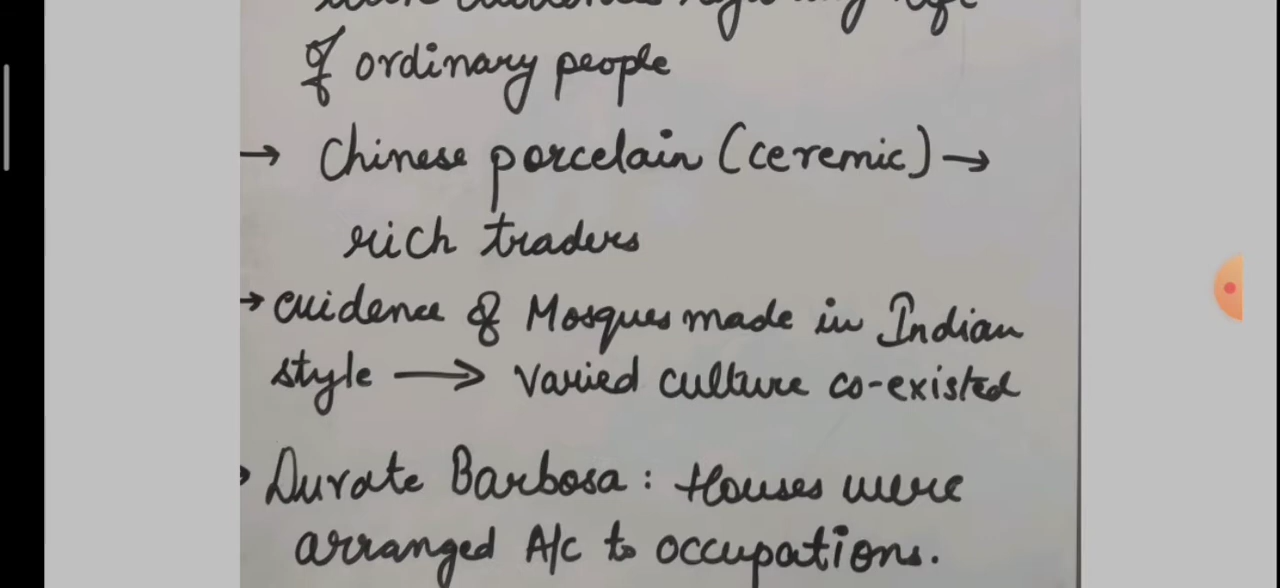 of ordinary people
→ Chinese porcelain (ceremic) →
rich traders
→ evidence of Mosques made in Indian
style → varied culture co-existed
Durate Barbosa : Houses were
arranged A/c to occupations.